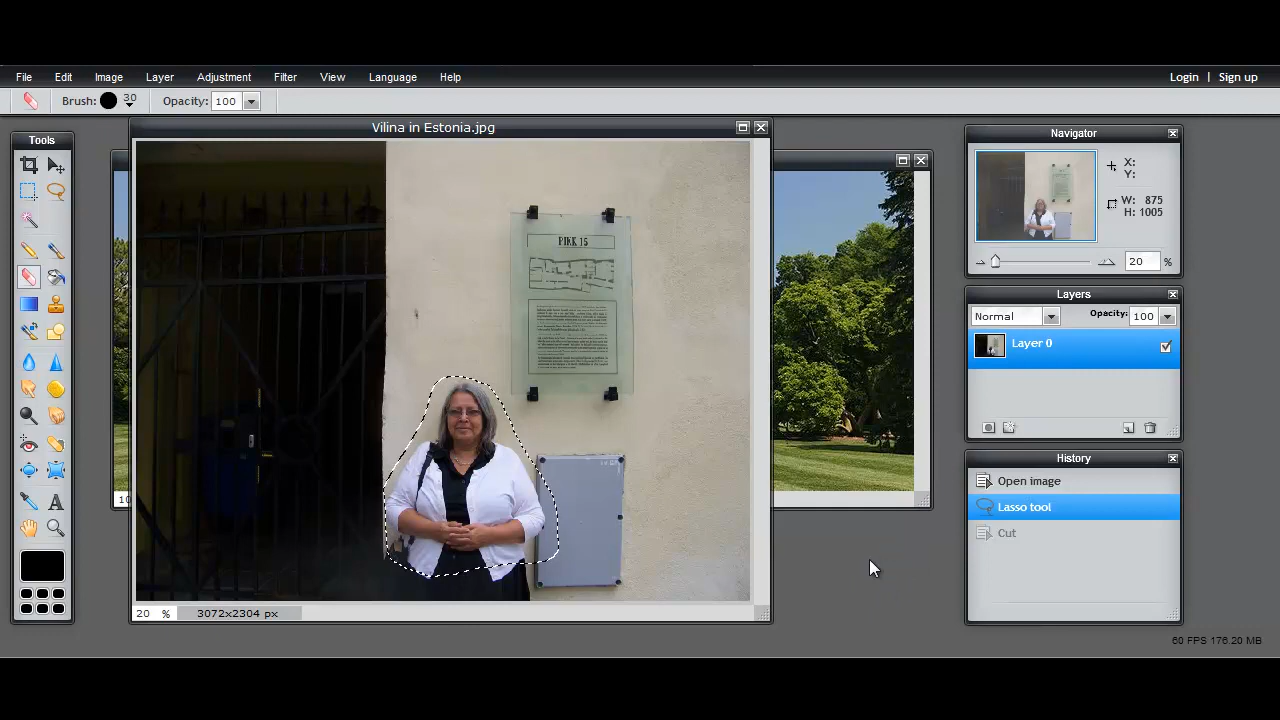 File Edit Image Layer Adjustment Filter View Language Help Login Sign up
Brush: 30 Opacity: 100
Tools
Vilina in Estonia.jpg
Navigator
X:
Y:
W: 875
H: 1005
20 %
Layers
Normal Opacity: 100
Layer 0
History
Open image
Lasso tool
Cut
PIKK 15
10
20 % 3072x2304 px
60 FPS 176.20 MB